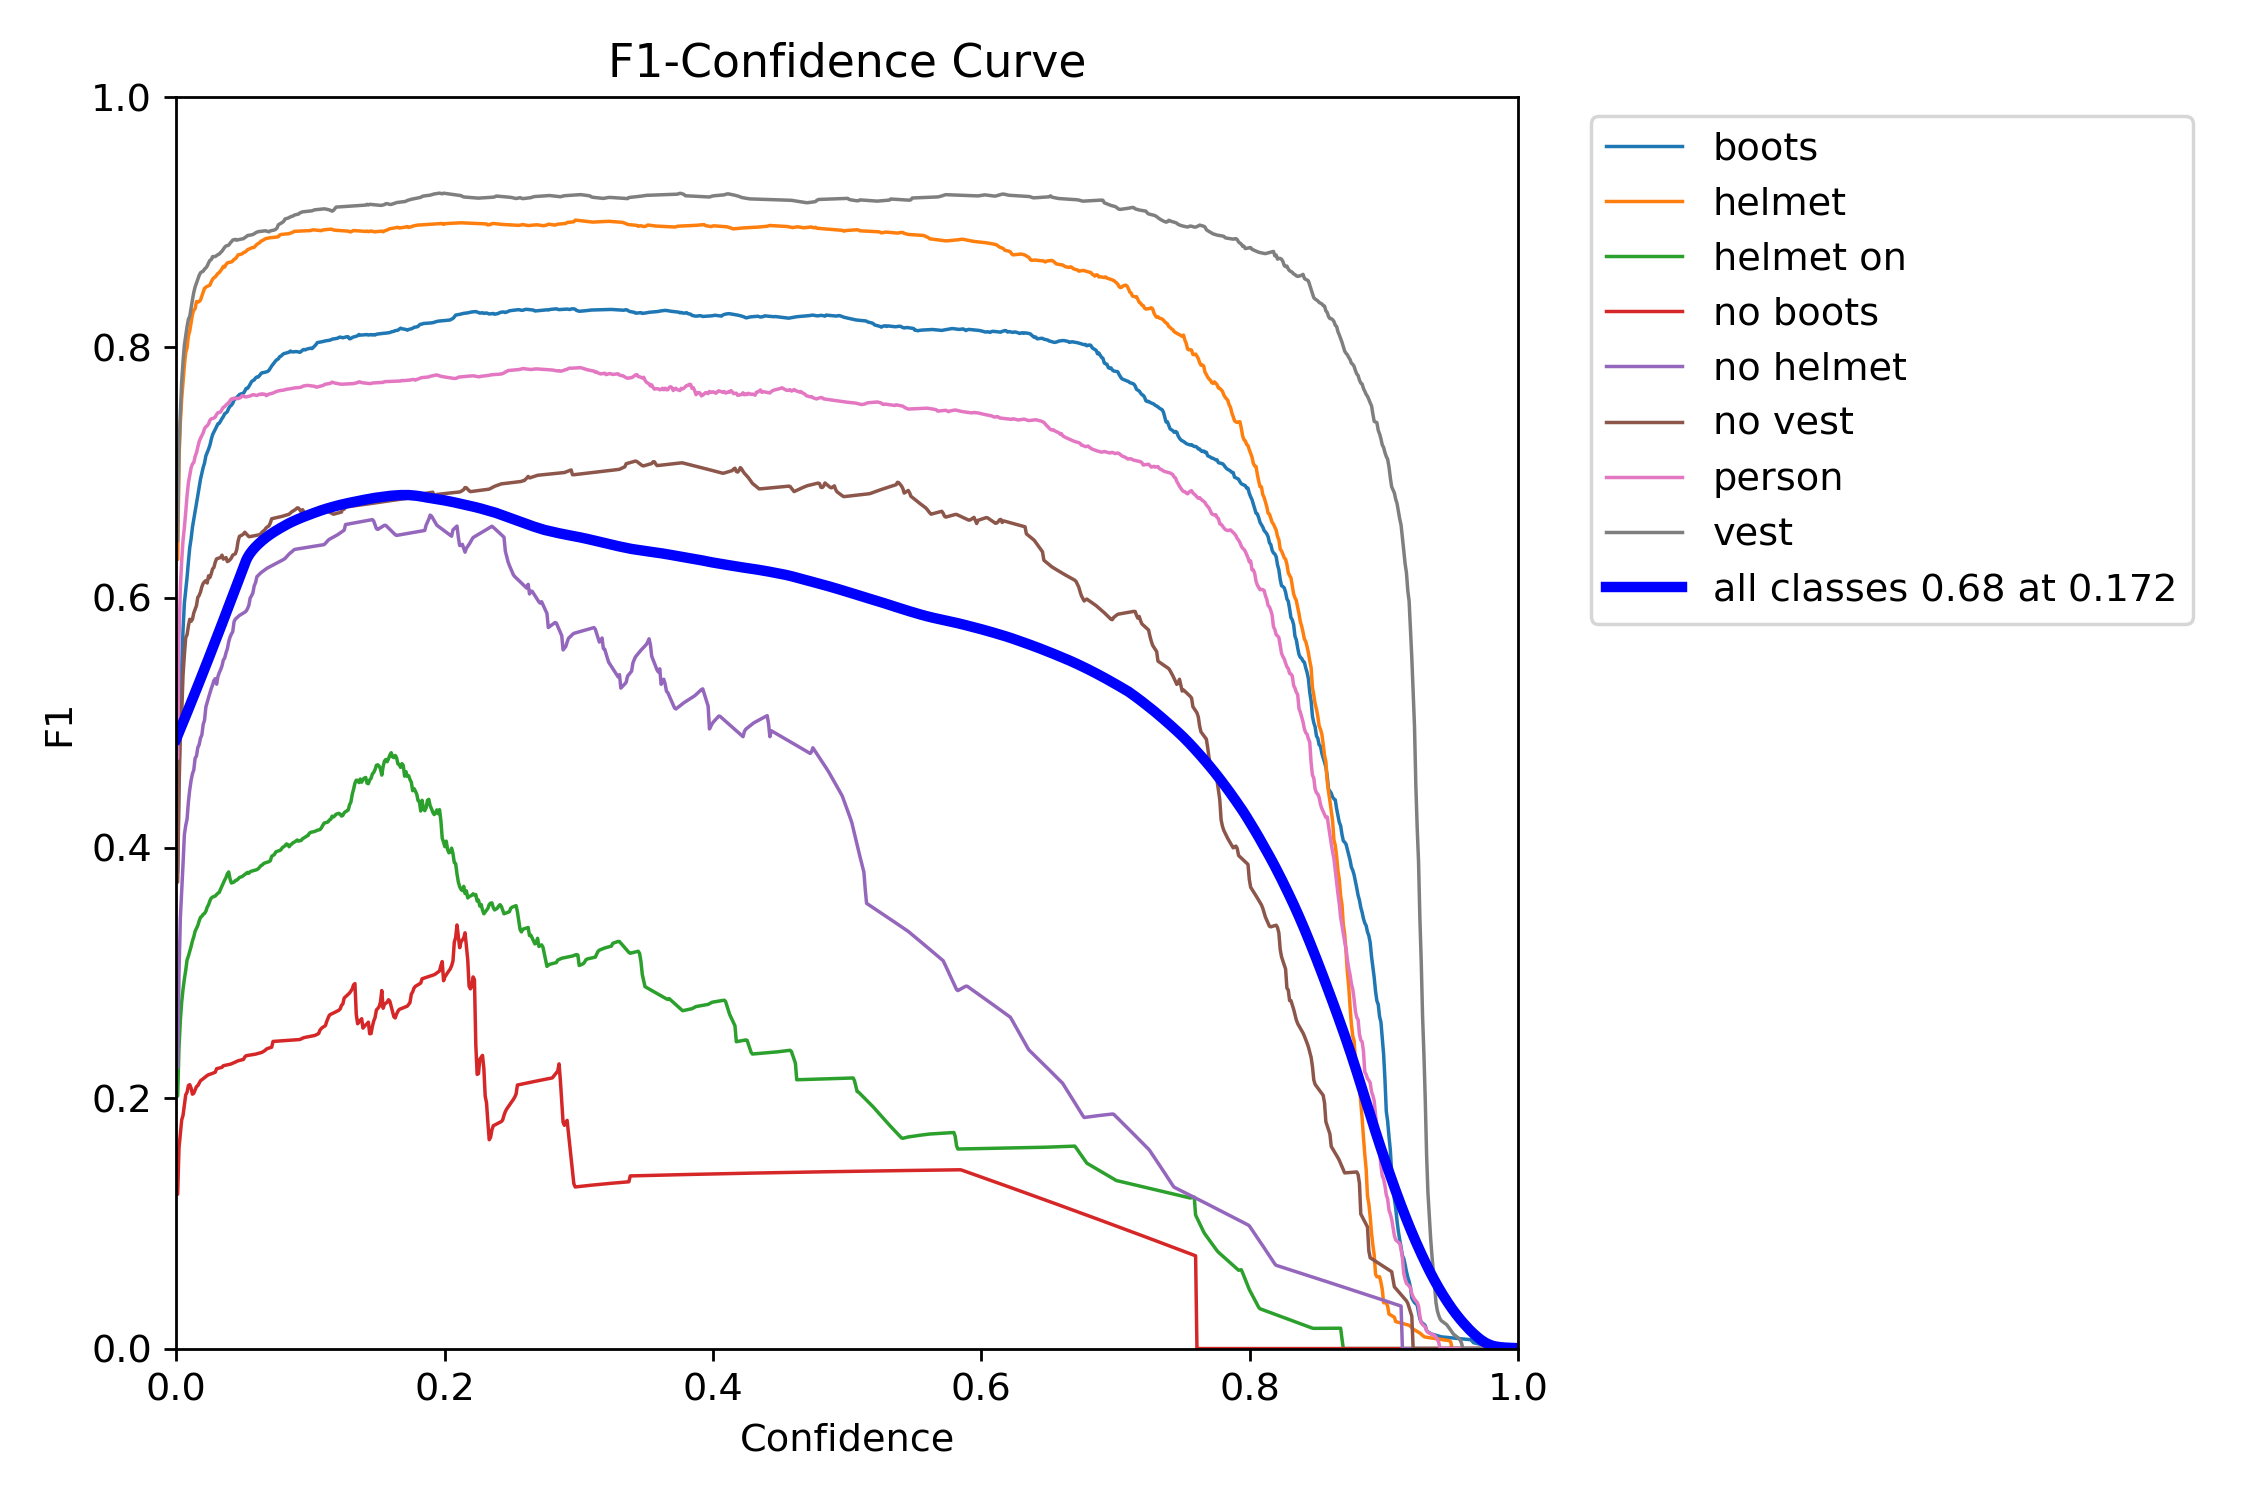 F1-Confidence Curve
1.0
0.8
0.6
0.4
0.2
0.0
F1
0.0 0.2 0.4 0.6 0.8 1.0
Confidence
boots
helmet
helmet on
no boots
no helmet
no vest
person
vest
all classes 0.68 at 0.172